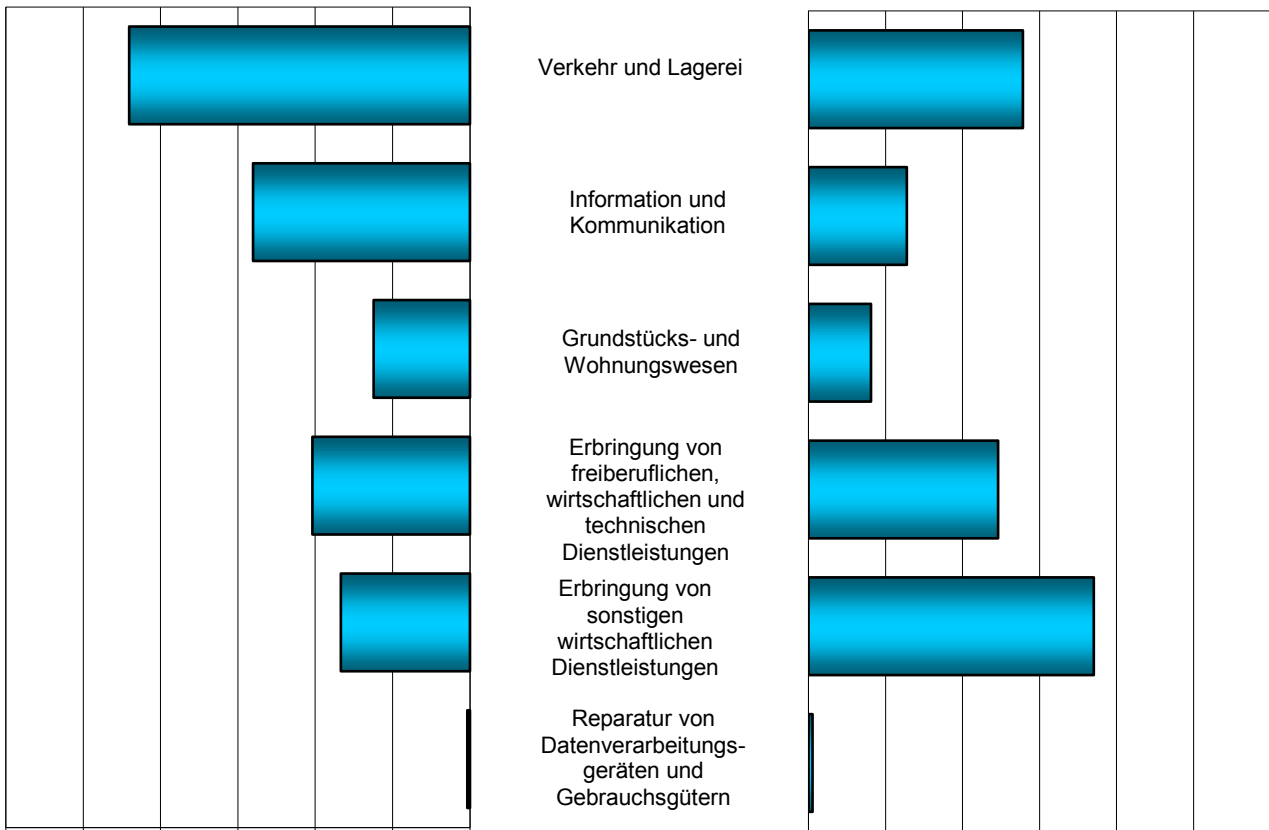 Verkehr und Lagerei
Information und
Kommunikation
Grundstücks- und
Wohnungswesen
Erbringung von
freiberuflichen,
wirtschaftlichen und
technischen
Dienstleistungen
Erbringung von
sonstigen
wirtschaftlichen
Dienstleistungen
Reparatur von
Datenverarbeitungs-
geräten und
Gebrauchsgütern